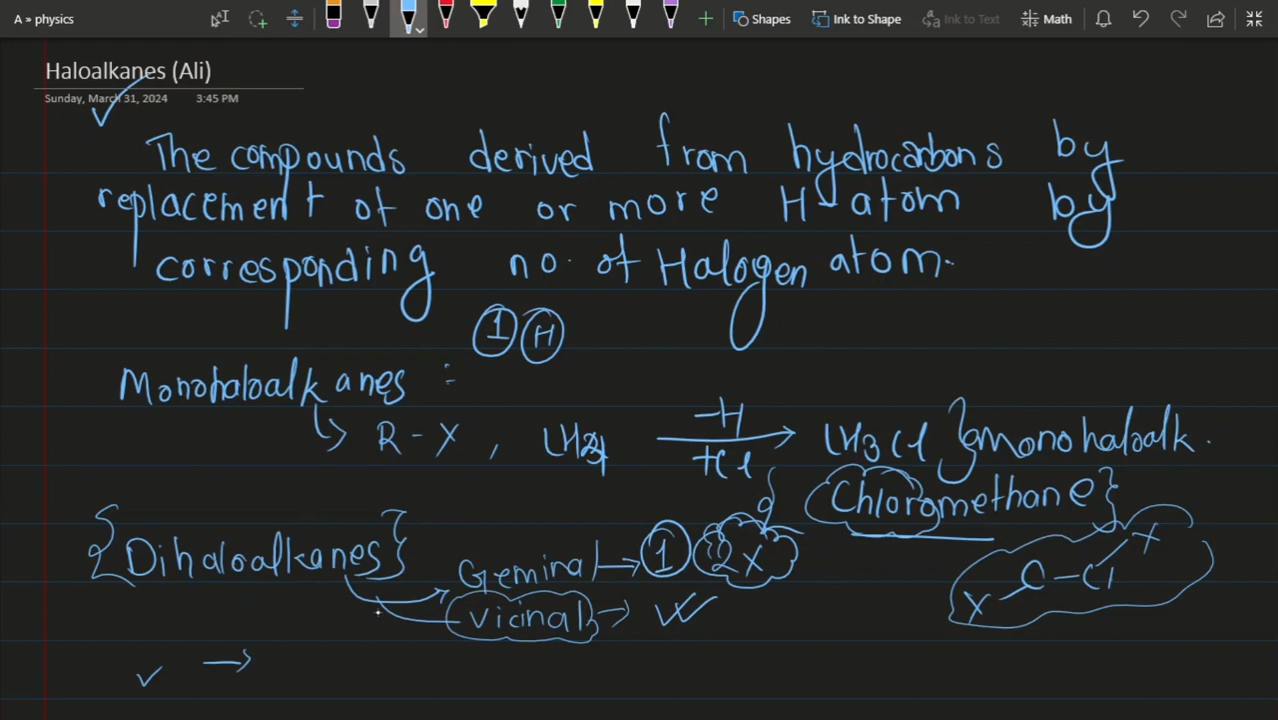 A » physics
A
Shapes
Ink to Shape
Ink to Text
Math
Haloalkanes (Ali)
Sunday, March 31, 2024 3:45 PM
The compounds derived from hydrocarbons by
replacement of one or more H atom by
corresponding no. of Halogen atom.
1 H
Monohaloalkanes :
R - X , CH4 -H +Cl CH3Cl } monohaloalk.
Chloromethane}
{Dihaloalkanes}
Geminal → 1 2X
Vicinal →
X C - C X